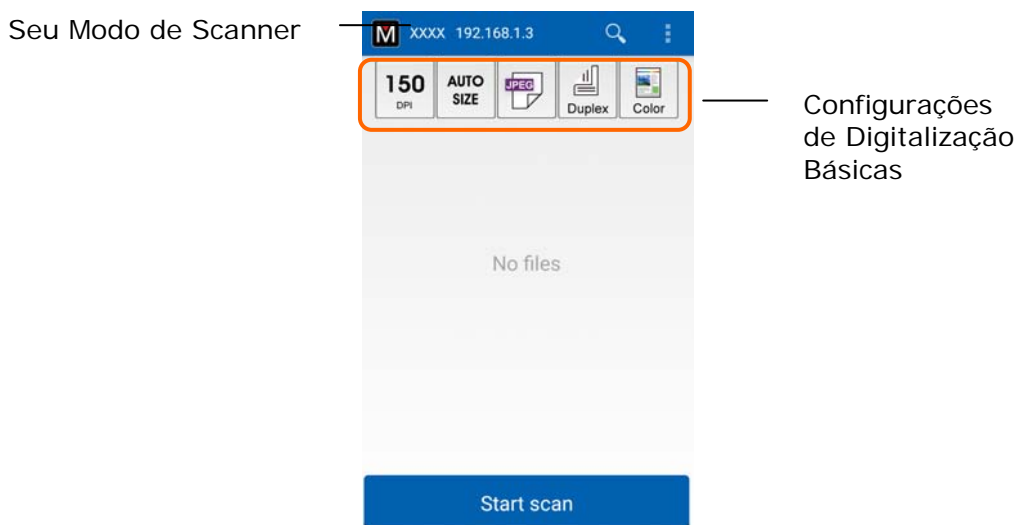 Seu Modo de Scanner
M XXXX 192.168.1.3
150
DPI
AUTO
SIZE
JPEG
Duplex
Color
Configurações
de Digitalização
Básicas
No files
Start scan